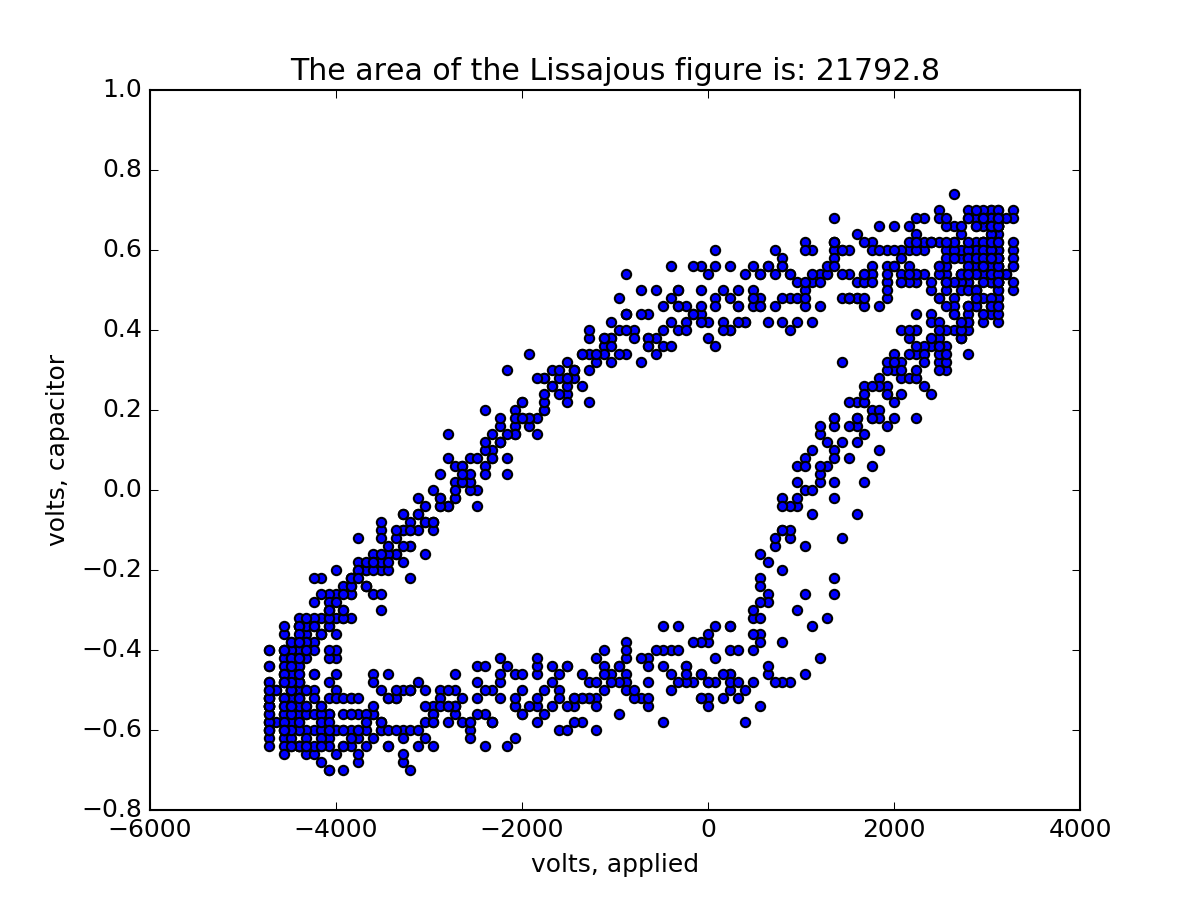 The area of the Lissajous figure is: 21792.8
1.0
0.8
0.6
0.4
0.2
0.0
−0.2
−0.4
−0.6
−0.8
−6000 −4000 −2000 0 2000 4000
volts, capacitor
volts, applied